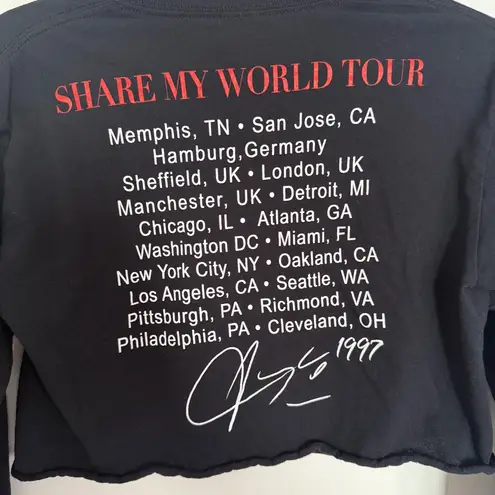 SHARE MY WORLD TOUR
Memphis, TN • San Jose, CA
Hamburg,Germany
Sheffield, UK • London, UK
Manchester, UK • Detroit, MI
Chicago, IL • Atlanta, GA
Washington DC • Miami, FL
New York City, NY • Oakland, CA
Los Angeles, CA • Seattle, WA
Pittsburgh, PA • Richmond, VA
Philadelphia, PA • Cleveland, OH
1997